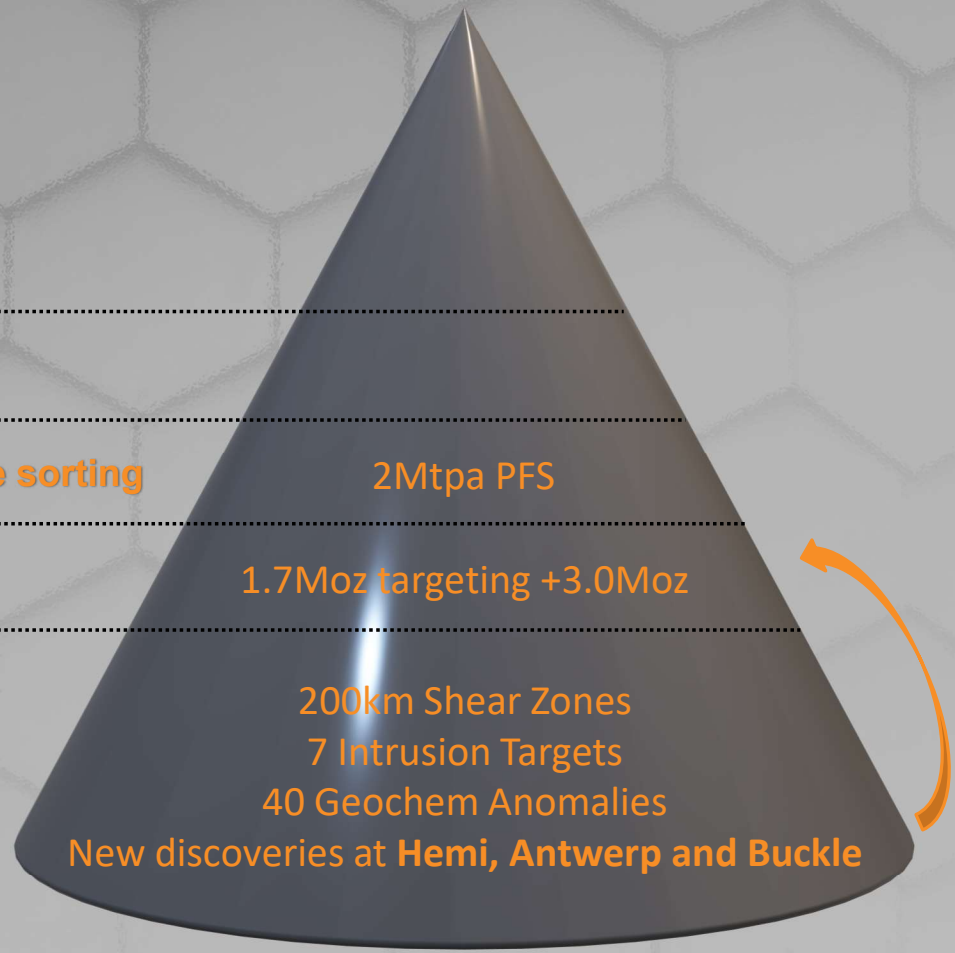 sorting
2Mtpa PFS
1.7Moz targeting +3.0Moz
200km Shear Zones
7 Intrusion Targets
40 Geochem Anomalies
New discoveries at Hemi, Antwerp and Buckle